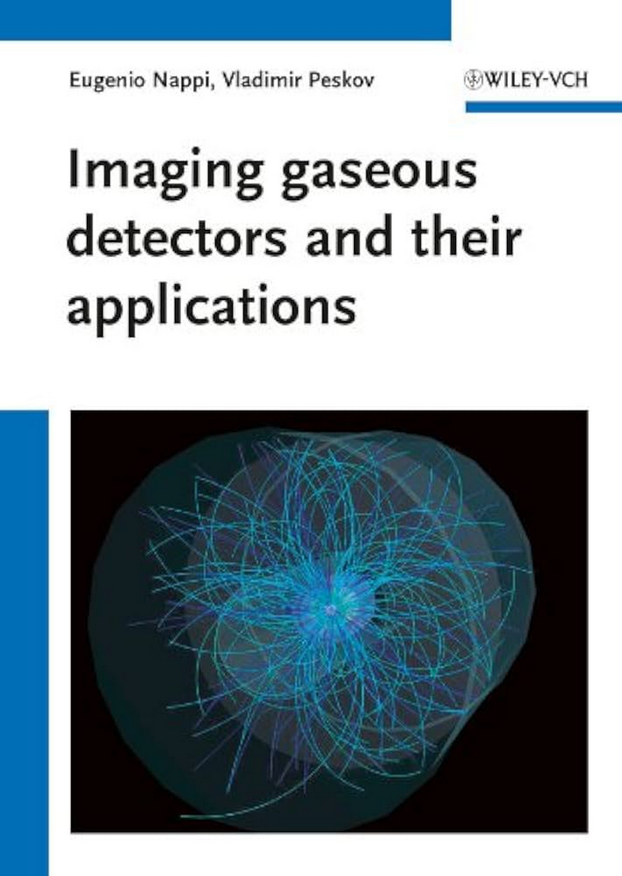 Eugenio Nappi, Vladimir Peskov
WILEY-VCH
Imaging gaseous
detectors and their
applications